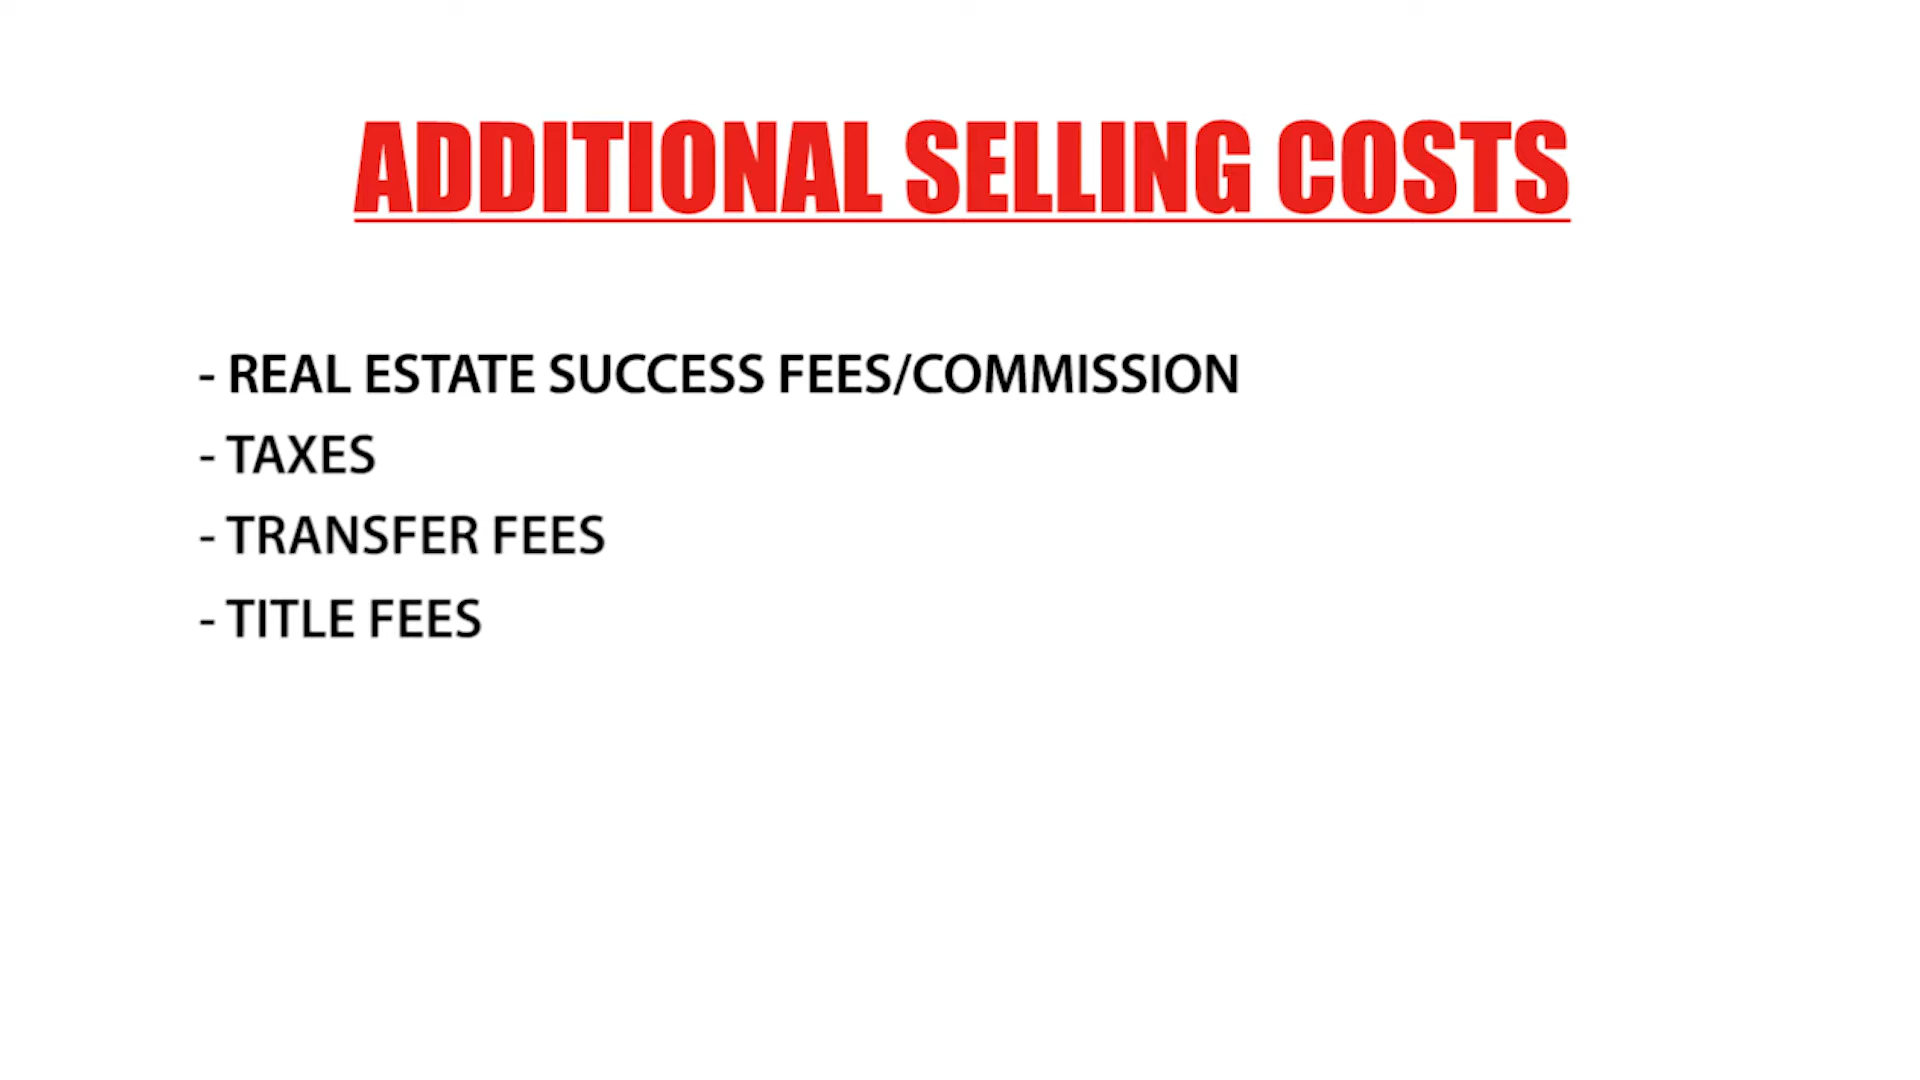 ADDITIONAL SELLING COSTS
- REAL ESTATE SUCCESS FEES/COMMISSION
- TAXES
- TRANSFER FEES
- TITLE FEES